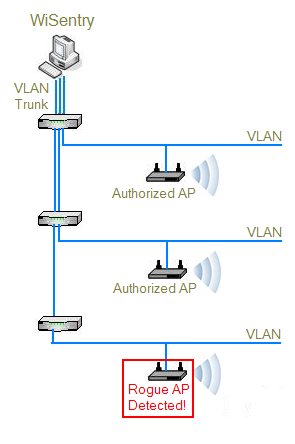 WiSentry
VLAN
Trunk
VLAN
Authorized AP
VLAN
Authorized AP
VLAN
Rogue AP
Detected!